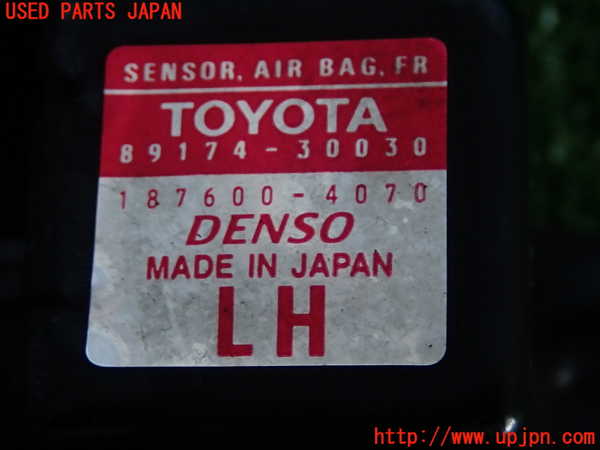 USED PARTS JAPAN
SENSOR, AIR BAG, FR
TOYOTA
89174-30030
187600-4070
DENSO
MADE IN JAPAN
LH
http://www.upjpn.com